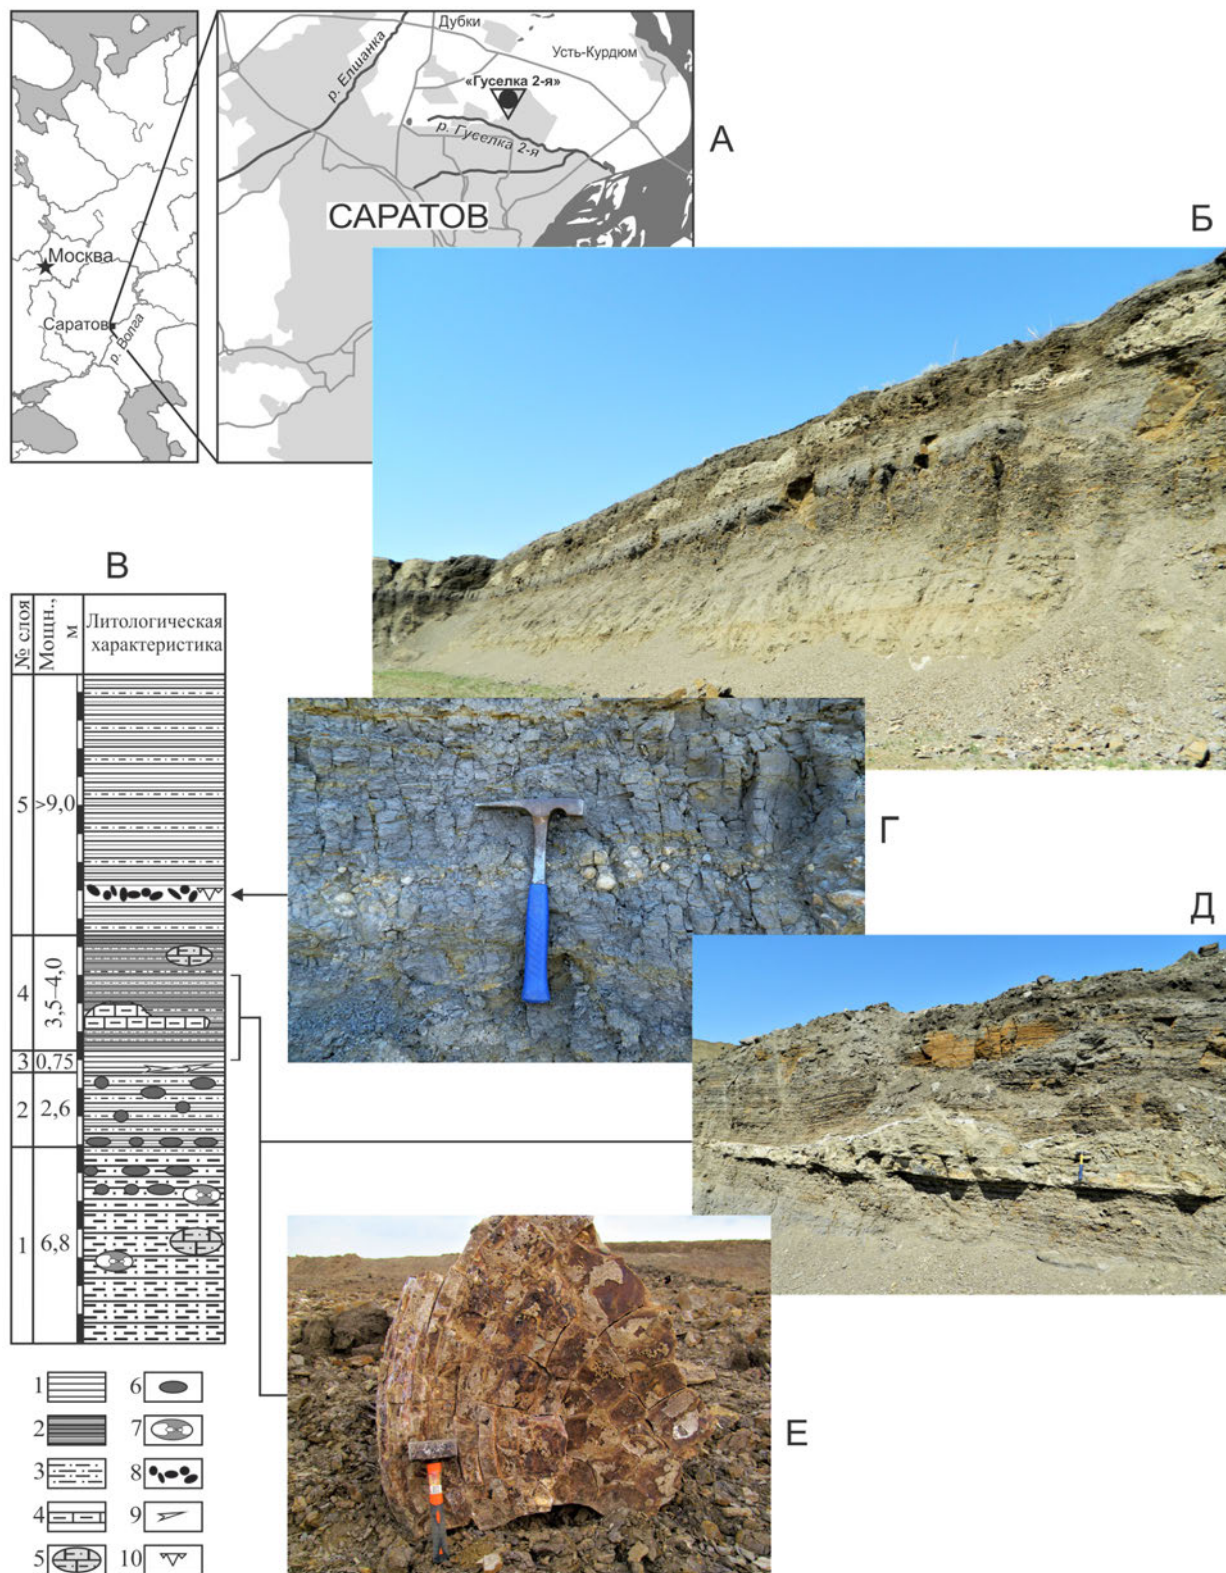 Дубки
Усть-Курдюм
р. Елшанка
«Гуселка 2-я»
р. Гуселка 2-я
А
САРАТОВ
Москва
Саратов
р. Волга
Б
В
№ слоя
Мощн.,
м
Литологическая
характеристика
5
>9,0
Г
4
3,5–4,0
Д
3
0,75
2
2,6
1
6,8
Е
1
6
2
7
3
8
4
9
5
10